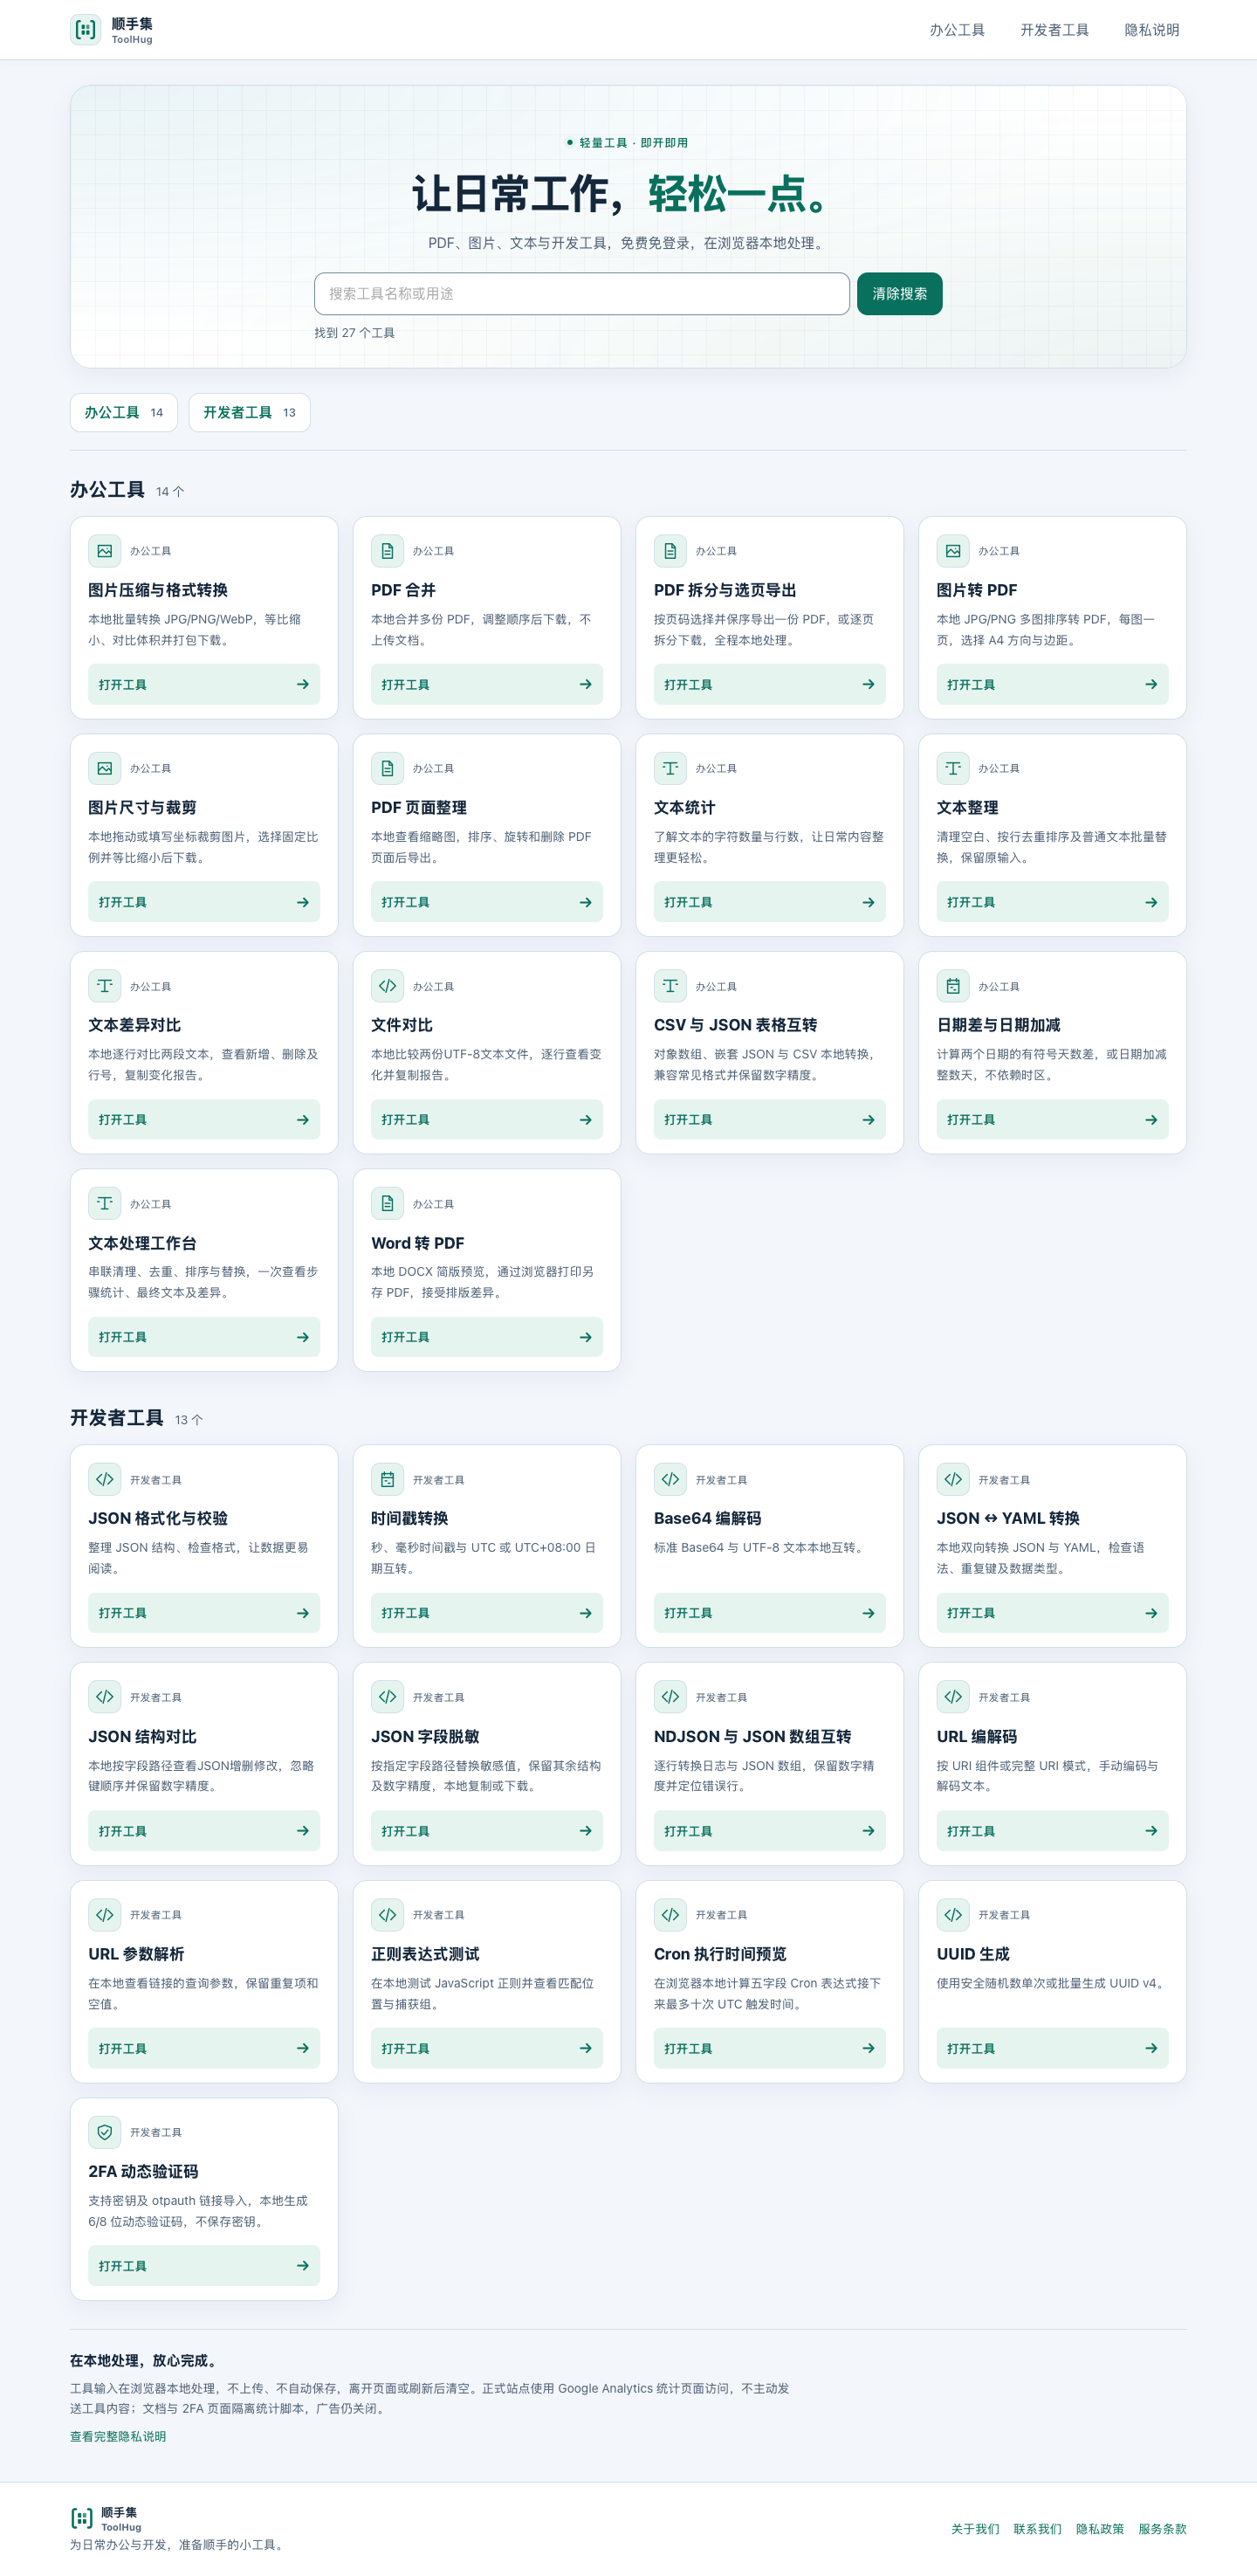 顺手集
ToolHug
办公工具
开发者工具
隐私说明
轻量工具 · 即开即用
让日常工作，轻松一点。
PDF、图片、文本与开发工具，免费免登录，在浏览器本地处理。
搜索工具名称或用途
清除搜索
找到 27 个工具
办公工具 14
开发者工具 13
办公工具 14 个
办公工具
图片压缩与格式转换
本地批量转换 JPG/PNG/WebP，等比缩
小、对比体积并打包下载。
打开工具
办公工具
PDF 合并
本地合并多份 PDF，调整顺序后下载，不
上传文档。
打开工具
办公工具
PDF 拆分与选页导出
按页码选择并保序导出一份 PDF，或逐页
拆分下载，全程本地处理。
打开工具
办公工具
图片转 PDF
本地 JPG/PNG 多图排序转 PDF，每图一
页，选择 A4 方向与边距。
打开工具
办公工具
图片尺寸与裁剪
本地拖动或填写坐标裁剪图片，选择固定比
例并等比缩小后下载。
打开工具
办公工具
PDF 页面整理
本地查看缩略图，排序、旋转和删除 PDF
页面后导出。
打开工具
办公工具
文本统计
了解文本的字符数量与行数，让日常内容整
理更轻松。
打开工具
办公工具
文本整理
清理空白、按行去重排序及普通文本批量替
换，保留原输入。
打开工具
办公工具
文本差异对比
本地逐行对比两段文本，查看新增、删除及
行号，复制变化报告。
打开工具
办公工具
文件对比
本地比较两份UTF-8文本文件，逐行查看变
化并复制报告。
打开工具
办公工具
CSV 与 JSON 表格互转
对象数组、嵌套 JSON 与 CSV 本地转换，
兼容常见格式并保留数字精度。
打开工具
办公工具
日期差与日期加减
计算两个日期的有符号天数差，或日期加减
整数天，不依赖时区。
打开工具
办公工具
文本处理工作台
串联清理、去重、排序与替换，一次查看步
骤统计、最终文本及差异。
打开工具
办公工具
Word 转 PDF
本地 DOCX 简版预览，通过浏览器打印另
存 PDF，接受排版差异。
打开工具
开发者工具 13 个
开发者工具
JSON 格式化与校验
整理 JSON 结构、检查格式，让数据更易
阅读。
打开工具
开发者工具
时间戳转换
秒、毫秒时间戳与 UTC 或 UTC+08:00 日
期互转。
打开工具
开发者工具
Base64 编解码
标准 Base64 与 UTF-8 文本本地互转。
打开工具
开发者工具
JSON ↔ YAML 转换
本地双向转换 JSON 与 YAML，检查语
法、重复键及数据类型。
打开工具
开发者工具
JSON 结构对比
本地按字段路径查看JSON增删修改，忽略
键顺序并保留数字精度。
打开工具
开发者工具
JSON 字段脱敏
按指定字段路径替换敏感值，保留其余结构
及数字精度，本地复制或下载。
打开工具
开发者工具
NDJSON 与 JSON 数组互转
逐行转换日志与 JSON 数组，保留数字精
度并定位错误行。
打开工具
开发者工具
URL 编解码
按 URI 组件或完整 URI 模式，手动编码与
解码文本。
打开工具
开发者工具
URL 参数解析
在本地查看链接的查询参数，保留重复项和
空值。
打开工具
开发者工具
正则表达式测试
在本地测试 JavaScript 正则并查看匹配位
置与捕获组。
打开工具
开发者工具
Cron 执行时间预览
在浏览器本地计算五字段 Cron 表达式接下
来最多十次 UTC 触发时间。
打开工具
开发者工具
UUID 生成
使用安全随机数单次或批量生成 UUID v4。
打开工具
开发者工具
2FA 动态验证码
支持密钥及 otpauth 链接导入，本地生成
6/8 位动态验证码，不保存密钥。
打开工具
在本地处理，放心完成。
工具输入在浏览器本地处理，不上传、不自动保存，离开页面或刷新后清空。正式站点使用 Google Analytics 统计页面访问，不主动发
送工具内容；文档与 2FA 页面隔离统计脚本，广告仍关闭。
查看完整隐私说明
顺手集
ToolHug
为日常办公与开发，准备顺手的小工具。
关于我们
联系我们
隐私政策
服务条款